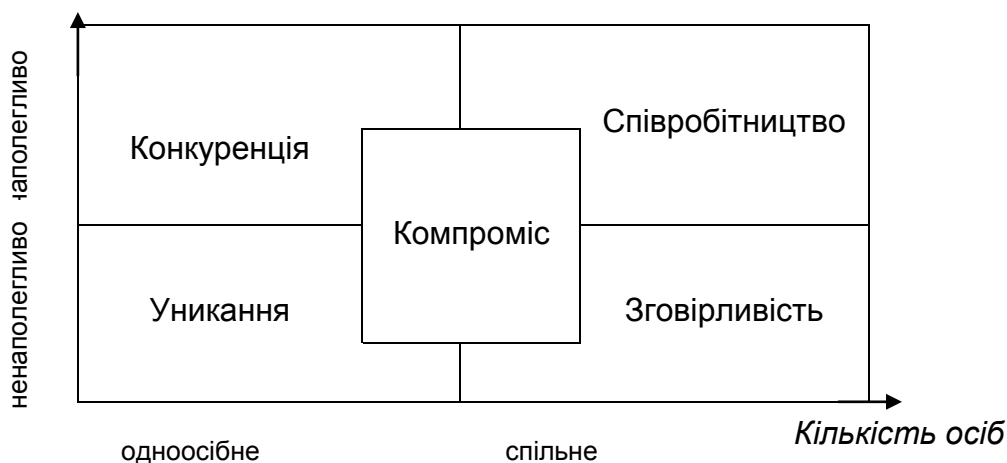 наполегливо
Конкуренція
Співробітництво
Компроміс
ненаполегливо
Уникання
Зговірливість
Кількість осіб
одноосібне
спільне